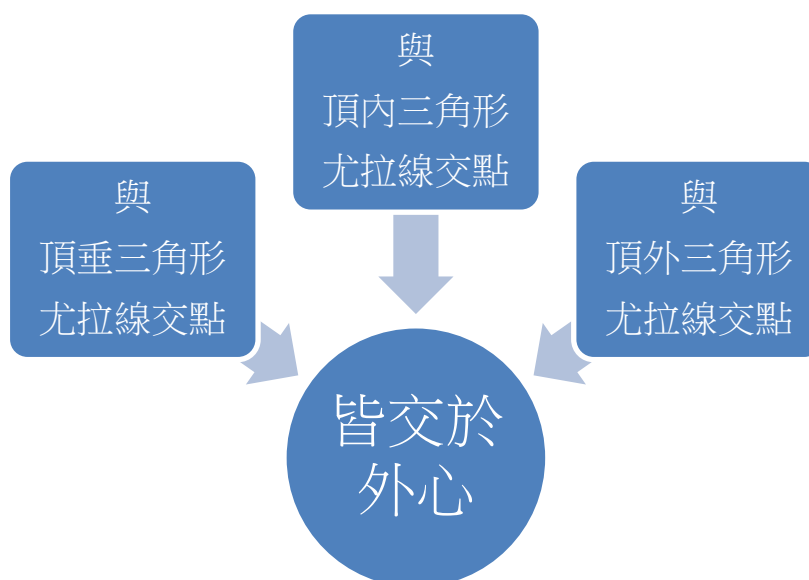 與
頂內三角形
尤拉線交點
與
頂垂三角形
尤拉線交點
與
頂外三角形
尤拉線交點
皆交於
外心